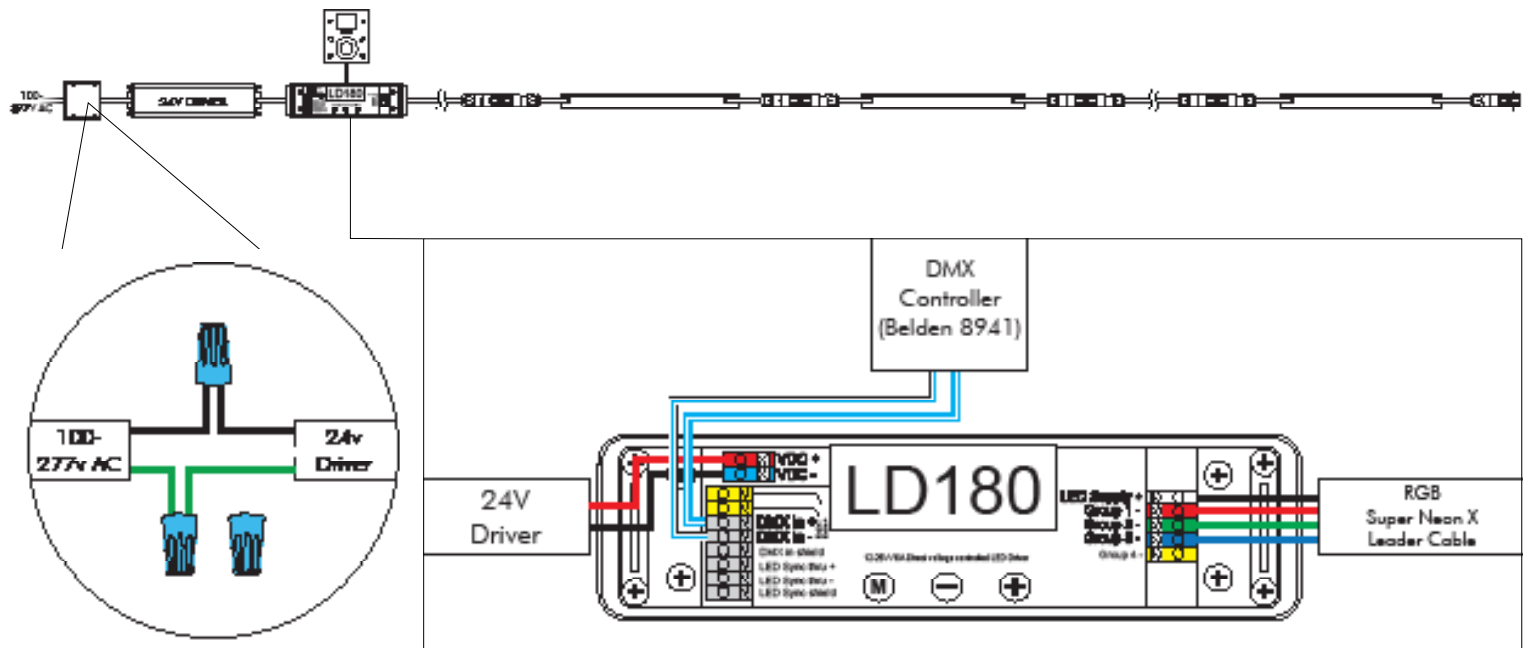 100-
277V AC
24V DRIVER
LD180
DMX
Controller
(Belden 8941)
100-
277v AC
24v
Driver
24V
Driver
VDC +
VDC -
DMX in +
DMX in -
DMX in shield
LED Sync thru +
LED Sync thru -
LED Sync shield
LD180
M
LED Supply +
Group 1 -
Group 2 -
Group 3 -
Group 4 -
RGB
Super Neon X
Leader Cable